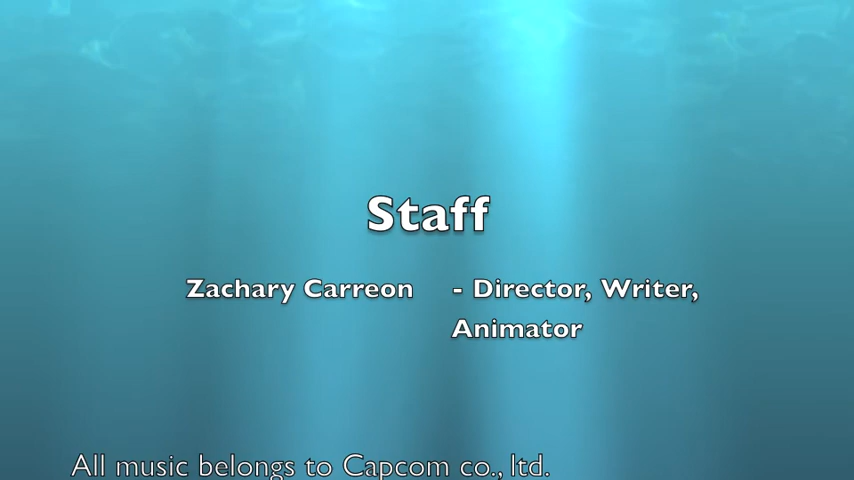 Staff
Zachary Carreon - Director, Writer,
Animator
All music belongs to Capcom co., ltd.